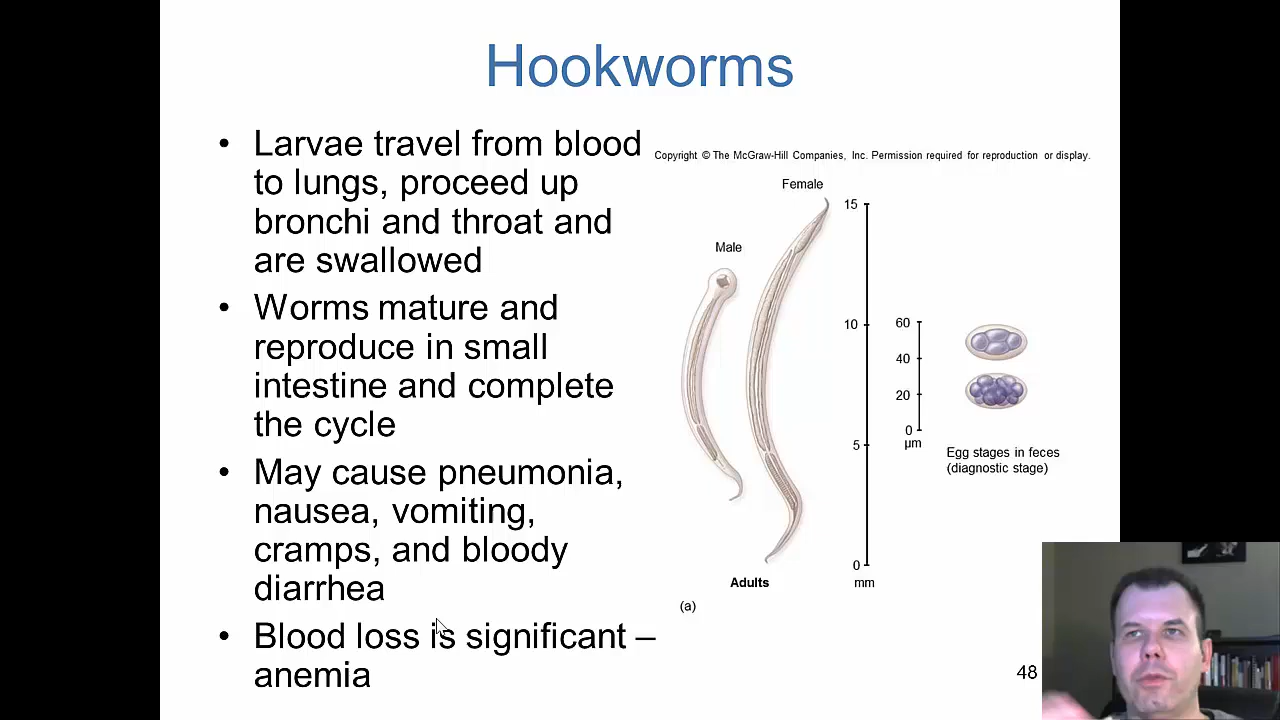 Hookworms
• Larvae travel from blood
to lungs, proceed up
bronchi and throat and
are swallowed
• Worms mature and
reproduce in small
intestine and complete
the cycle
• May cause pneumonia,
nausea, vomiting,
cramps, and bloody
diarrhea
• Blood loss is significant –
anemia
Copyright © The McGraw-Hill Companies, Inc. Permission required for reproduction or display.
Female
Male
15
10
5
0
mm
60
40
20
0
µm
Egg stages in feces
(diagnostic stage)
Adults
(a)
48